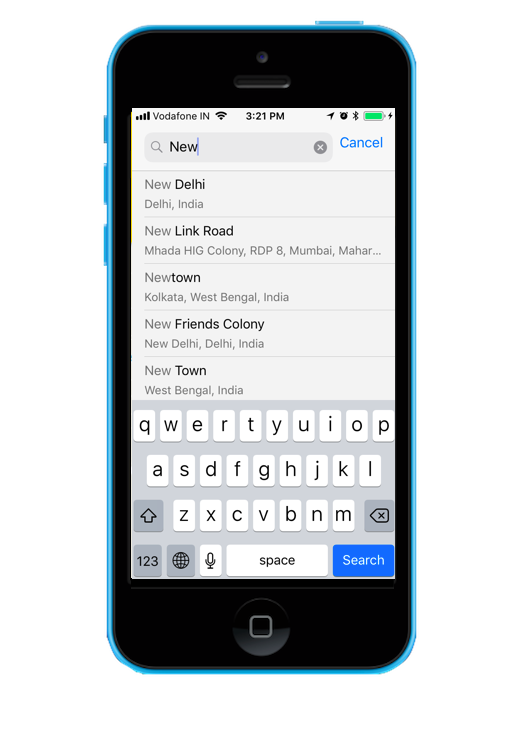 Vodafone IN 3:21 PM
New Cancel
New Delhi
Delhi, India
New Link Road
Mhada HIG Colony, RDP 8, Mumbai, Mahar...
Newtown
Kolkata, West Bengal, India
New Friends Colony
New Delhi, Delhi, India
New Town
West Bengal, India
q w e r t y u i o p
a s d f g h j k l
z x c v b n m
123 space Search